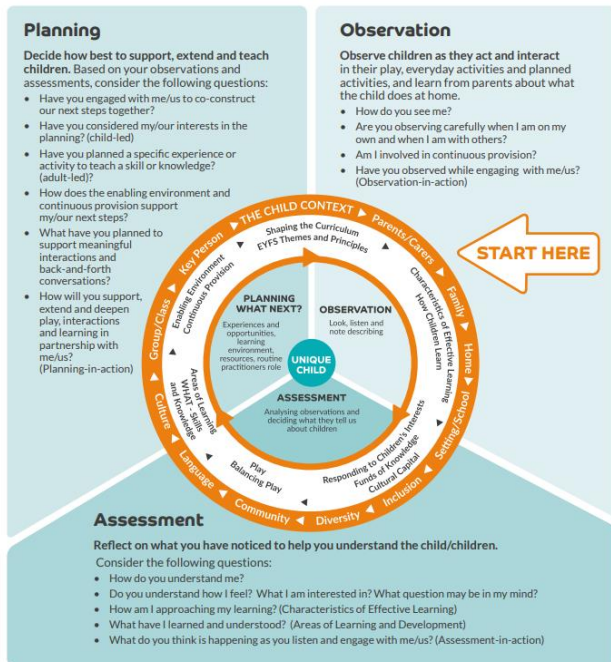 Planning
Decide how best to support, extend and teach
children. Based on your observations and
assessments, consider the following questions:
• Have you engaged with me/us to co-construct
our next steps together?
• Have you considered my/our interests in the
planning? (child-led)
• Have you planned a specific experience or
activity to teach a skill or knowledge?
(adult-led)?
• How does the enabling environment and
continuous provision support
my/our next steps?
• What have you planned to
support meaningful
interactions and
back-and-forth
conversations?
• How will you support,
extend and deepen
play, interactions
and learning in
partnership with
me/us?
(Planning-in-action)
Observation
Observe children as they act and interact
in their play, everyday activities and planned
activities, and learn from parents about what
the child does at home.
• How do you see me?
• Are you observing carefully when I am on my
own and when I am with others?
• Am I involved in continuous provision?
• Have you observed while engaging with me/us?
(Observation-in-action)
START HERE
THE CHILD CONTEXT
Parents/Carers
Family
Home
Setting/School
Inclusion
Diversity
Community
Language
Culture
Group/Class
Key Person
Shaping the Curriculum
EYFS Themes and Principles
Characteristics of Effective Learning
How Children Learn
Responding to Children's Interests
Funds of Knowledge
Cultural Capital
Play
Balancing Play
Areas of Learning
WHAT - Skills
and Knowledge
Enabling Environment
Continuous Provision
PLANNING
WHAT NEXT?
Experiences and
opportunities,
learning
environment,
resources, routine
practitioners role
OBSERVATION
Look, listen and
note describing
UNIQUE
CHILD
ASSESSMENT
Analysing observations and
deciding what they tell us
about children
Assessment
Reflect on what you have noticed to help you understand the child/children.
Consider the following questions:
• How do you understand me?
• Do you understand how I feel? What I am interested in? What question may be in my mind?
• How am I approaching my learning? (Characteristics of Effective Learning)
• What have I learned and understood? (Areas of Learning and Development)
• What do you think is happening as you listen and engage with me/us? (Assessment-in-action)